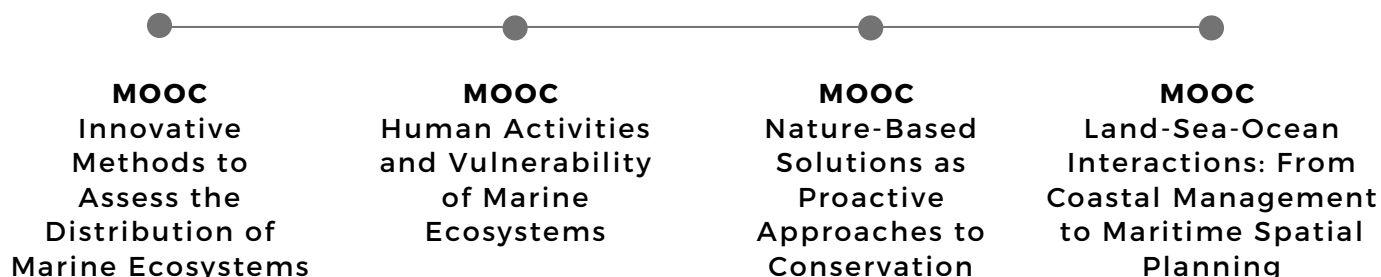 MOOC
Innovative
Methods to
Assess the
Distribution of
Marine Ecosystems
MOOC
Human Activities
and Vulnerability
of Marine
Ecosystems
MOOC
Nature-Based
Solutions as
Proactive
Approaches to
Conservation
MOOC
Land-Sea-Ocean
Interactions: From
Coastal Management
to Maritime Spatial
Planning